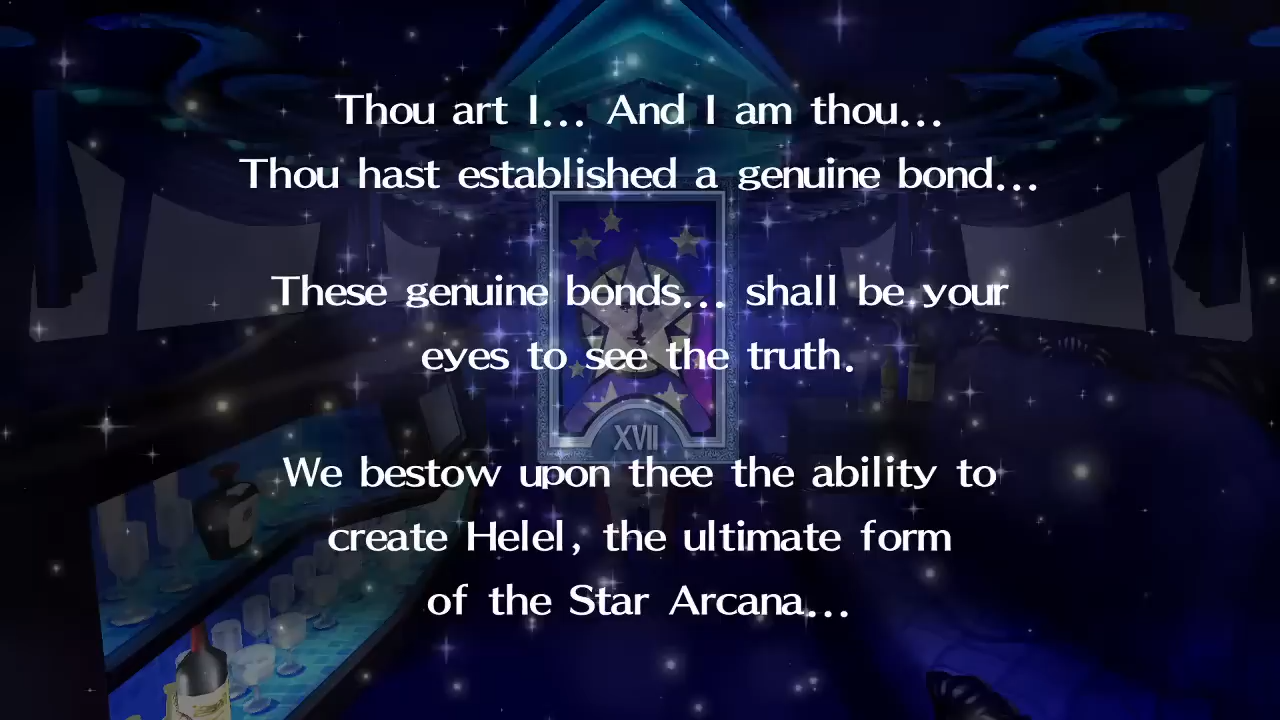 Thou art I... And I am thou...
Thou hast established a genuine bond...
These genuine bonds... shall be your
eyes to see the truth.
XVII
We bestow upon thee the ability to
create Helel, the ultimate form
of the Star Arcana...